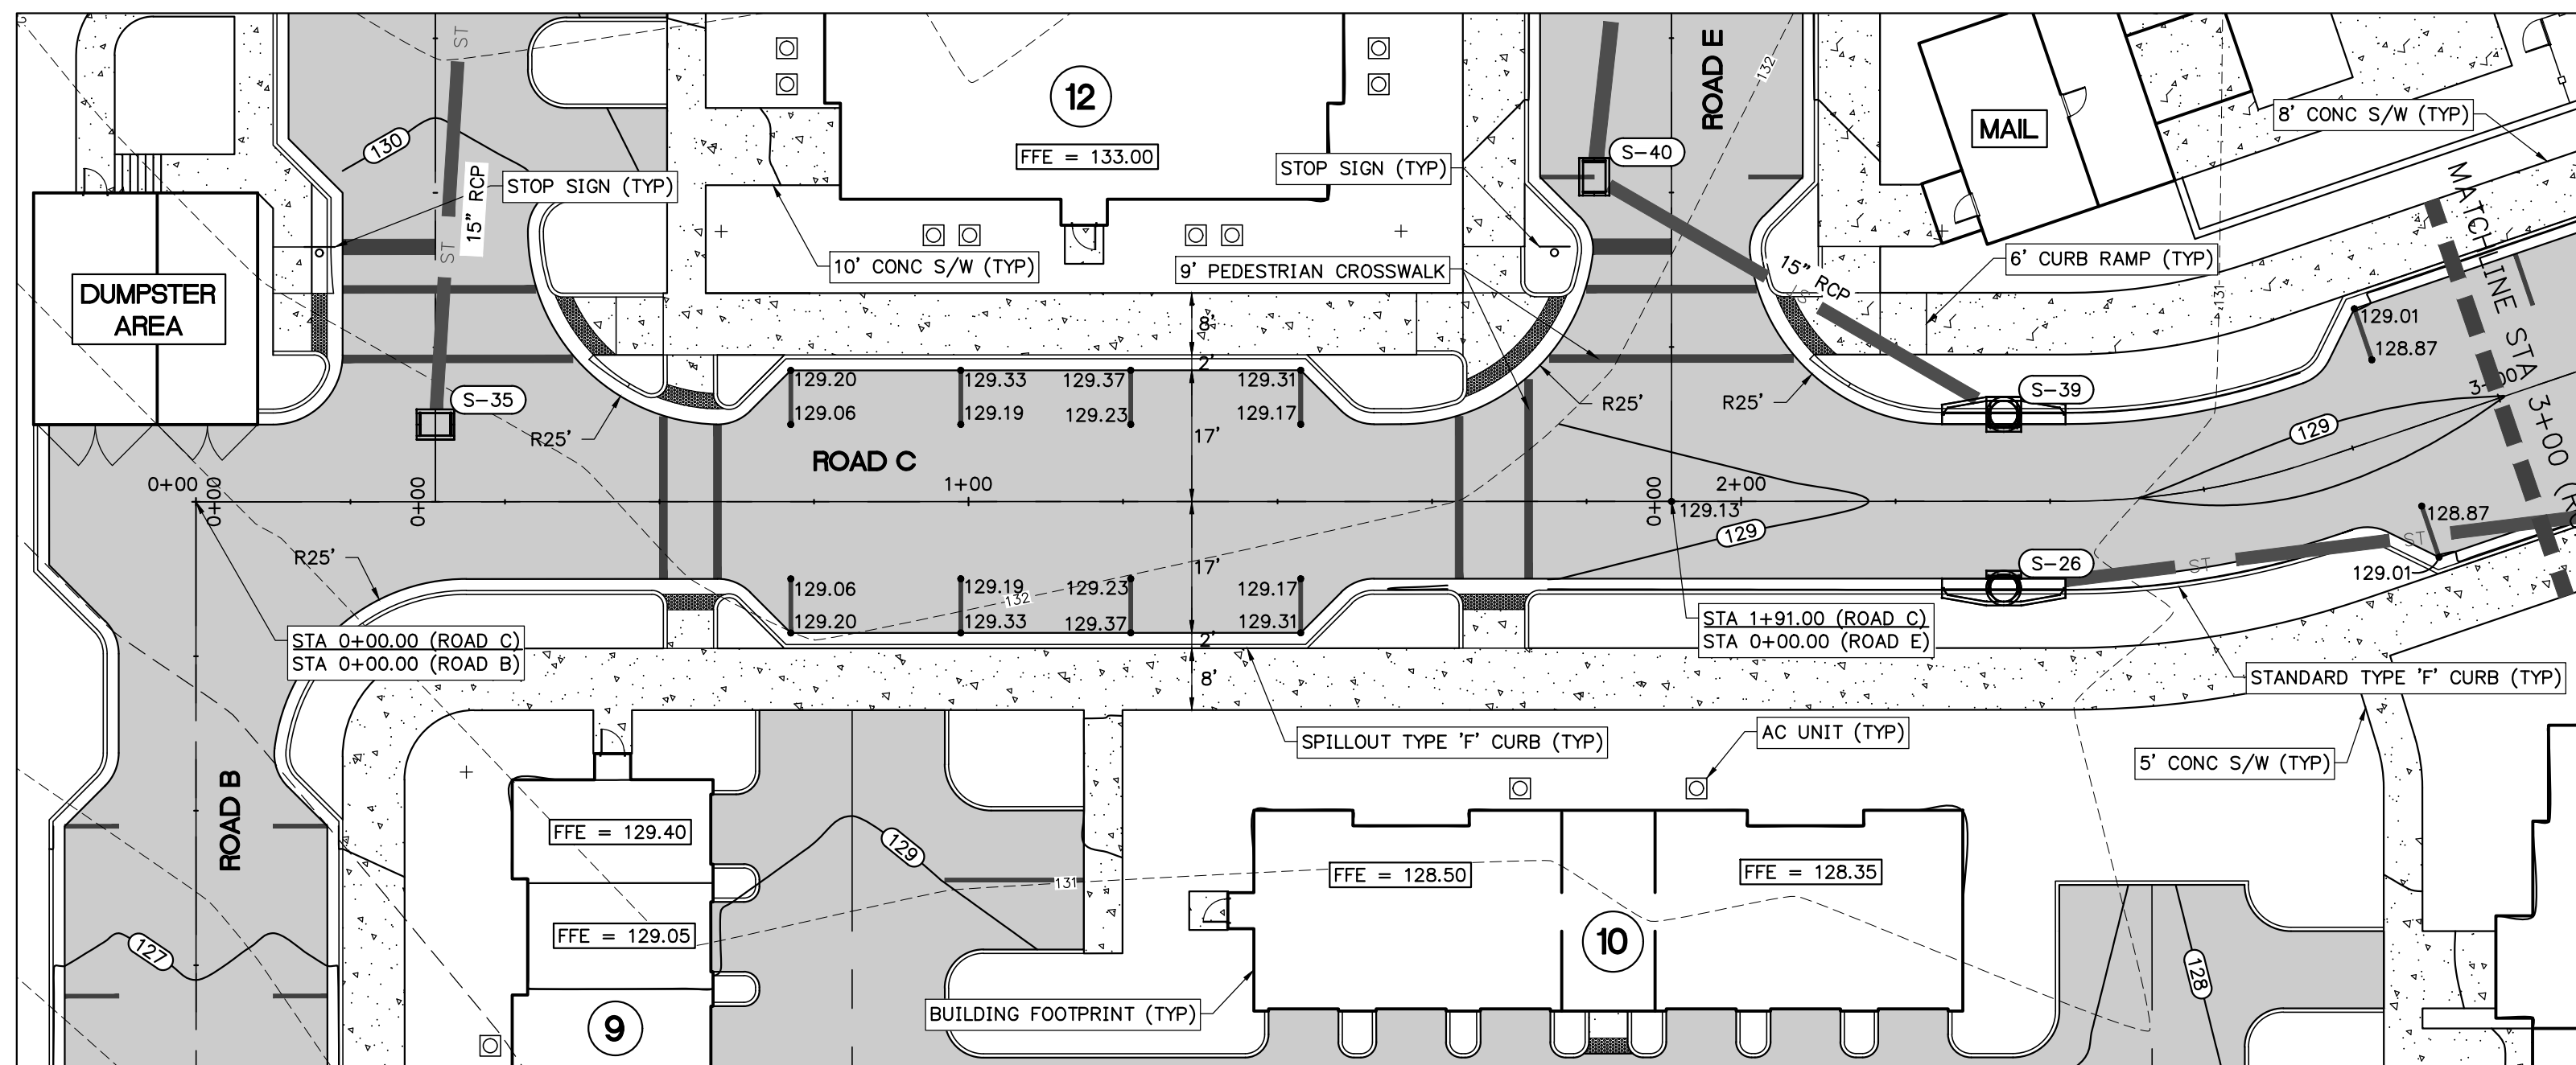 ST
12
ROAD E
132
MAIL
8' CONC S/W (TYP)
130
FFE = 133.00
S-40
STOP SIGN (TYP)
15" RCP
STOP SIGN (TYP)
ST
10' CONC S/W (TYP)
9' PEDESTRIAN CROSSWALK
6' CURB RAMP (TYP)
15" RCP
131
MATCHLINE STA 3+00
DUMPSTER
AREA
8'
129.01
128.87
2'
129.20
129.33
129.37
129.31
3+00
S-35
S-39
129.06
129.19
129.23
129.17
R25'
R25'
R25'
17'
129
ROAD C
0+00
0+00
0+00
1+00
0+00
2+00
129.13
128.87
129
ST
R25'
17'
S-26
ST
129.01
129.06
129.19
129.23
129.17
132
129.20
129.33
129.37
129.31
2'
STA 0+00.00 (ROAD C)
STA 0+00.00 (ROAD B)
STA 1+91.00 (ROAD C)
STA 0+00.00 (ROAD E)
8'
STANDARD TYPE 'F' CURB (TYP)
SPILLOUT TYPE 'F' CURB (TYP)
AC UNIT (TYP)
5' CONC S/W (TYP)
ROAD B
FFE = 129.40
129
131
FFE = 128.50
FFE = 128.35
127
FFE = 129.05
10
128
BUILDING FOOTPRINT (TYP)
9